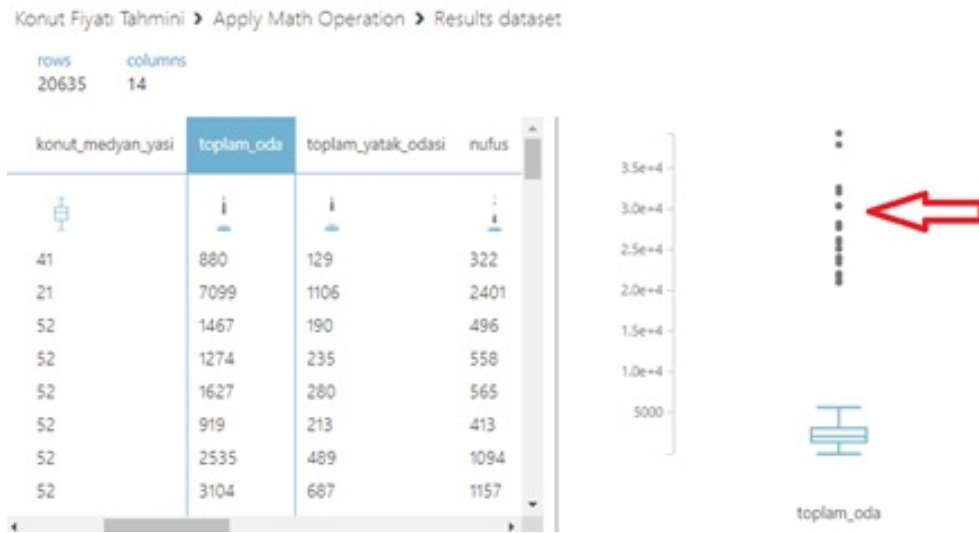 Konut Fiyatı Tahmini > Apply Math Operation > Results dataset
rows columns
20635 14
konut_medyan_yasi toplam_oda toplam_yatak_odasi nufus
41 880 129 322
21 7099 1106 2401
52 1467 190 496
52 1274 235 558
52 1627 280 565
52 919 213 413
52 2535 489 1094
52 3104 687 1157
3.5e+4
3.0e+4
2.5e+4
2.0e+4
1.5e+4
1.0e+4
5000
toplam_oda